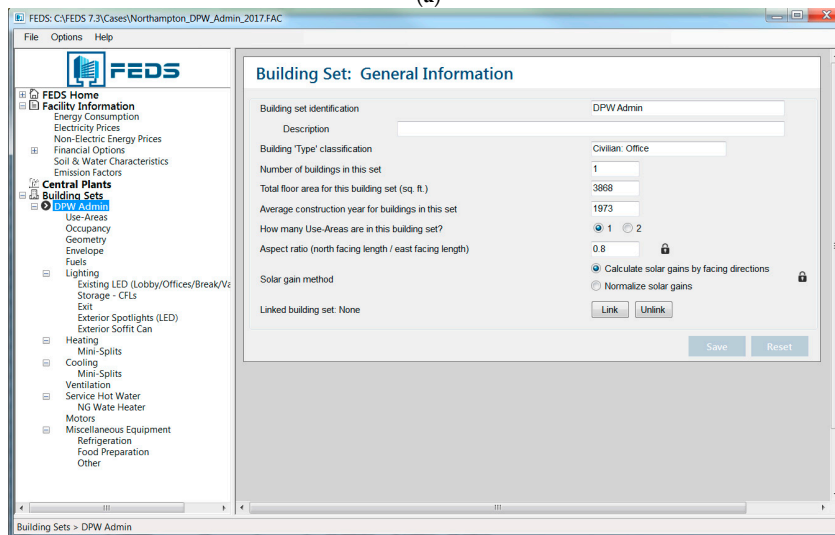 (a)
FEDS: C:\FEDS 7.3\Cases\Northampton_DPW_Admin_2017.FAC
File Options Help
FEDS
FEDS Home
Facility Information
Energy Consumption
Electricity Prices
Non-Electric Energy Prices
Financial Options
Soil & Water Characteristics
Emission Factors
Central Plants
Building Sets
DPW Admin
Use-Areas
Occupancy
Geometry
Envelope
Fuels
Lighting
Existing LED (Lobby/Offices/Break/Va
Storage - CFLs
Exit
Exterior Spotlights (LED)
Exterior Soffit Can
Heating
Mini-Splits
Cooling
Mini-Splits
Ventilation
Service Hot Water
NG Wate Heater
Motors
Miscellaneous Equipment
Refrigeration
Food Preparation
Other
Building Set: General Information
Building set identification DPW Admin
Description
Building 'Type' classification Civilian: Office
Number of buildings in this set 1
Total floor area for this building set (sq. ft.) 3868
Average construction year for buildings in this set 1973
How many Use-Areas are in this building set? 1 2
Aspect ratio (north facing length / east facing length) 0.8
Solar gain method Calculate solar gains by facing directions
Normalize solar gains
Linked building set: None Link Unlink
Save Reset
Building Sets > DPW Admin